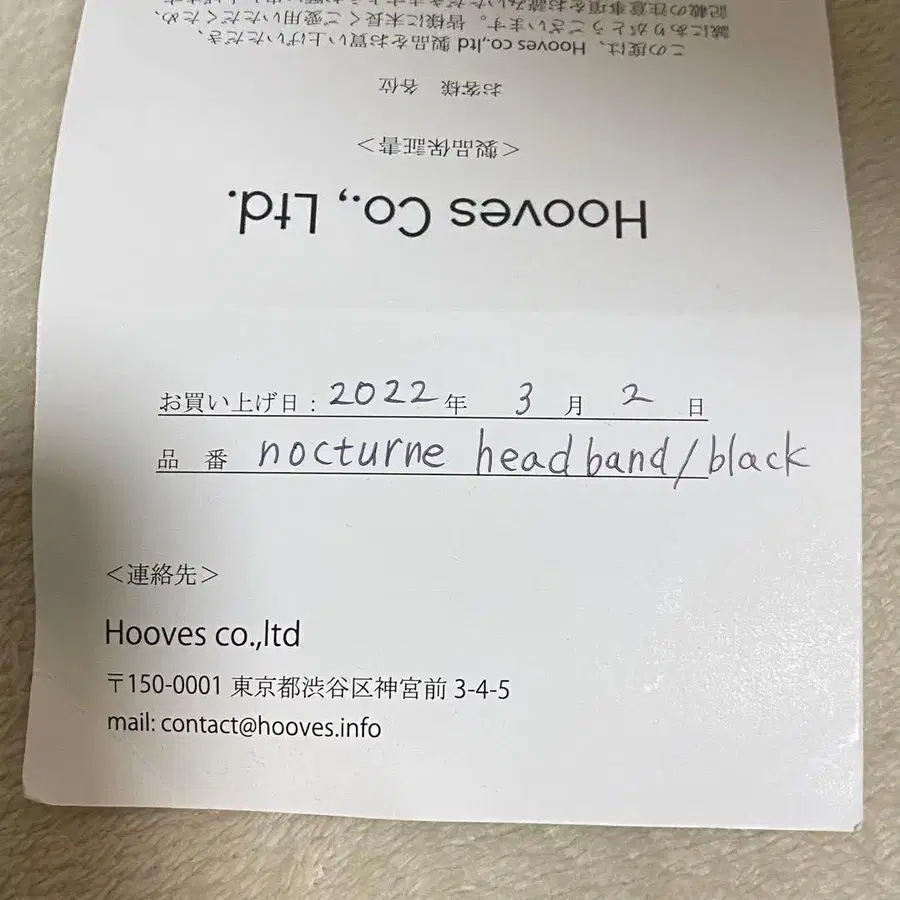 Hooves Co., Ltd.
＜製品保証書＞
お客様　各位
この度は、Hooves co.,ltd 製品をお買い上げいただき、
誠にありがとうございます。皆様に末長くご愛用いただくため、
お買い上げ日：2022年 3月 2日
品　番 nocturne headband/black
＜連絡先＞
Hooves co.,ltd
〒150-0001 東京都渋谷区神宮前 3-4-5
mail: contact@hooves.info